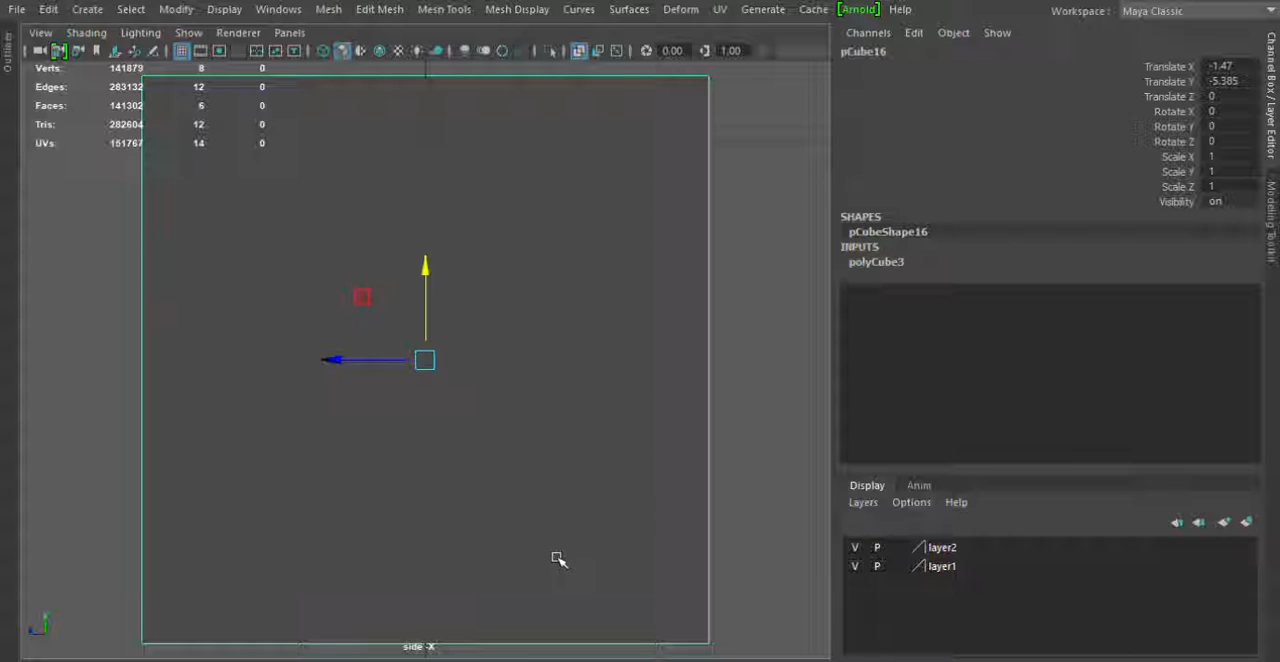 File Edit Create Select Modify Display Windows Mesh Edit Mesh Mesh Tools Mesh Display Curves Surfaces Deform UV Generate Cache [Arnold] Help
Workspace: Maya Classic
View Shading Lighting Show Renderer Panels
0.00 1.00
Outliner
Verts: 141879 8 0
Edges: 283132 12 0
Faces: 141302 6 0
Tris: 282604 12 0
UVs: 151767 14 0
side -X
Channels Edit Object Show
pCube16
Translate X -1.47
Translate Y -5.385
Translate Z 0
Rotate X 0
Rotate Y 0
Rotate Z 0
Scale X 1
Scale Y 1
Scale Z 1
Visibility on
SHAPES
pCubeShape16
INPUTS
polyCube3
Display Anim
Layers Options Help
V P layer2
V P layer1
Channel Box / Layer Editor
Modeling Toolkit